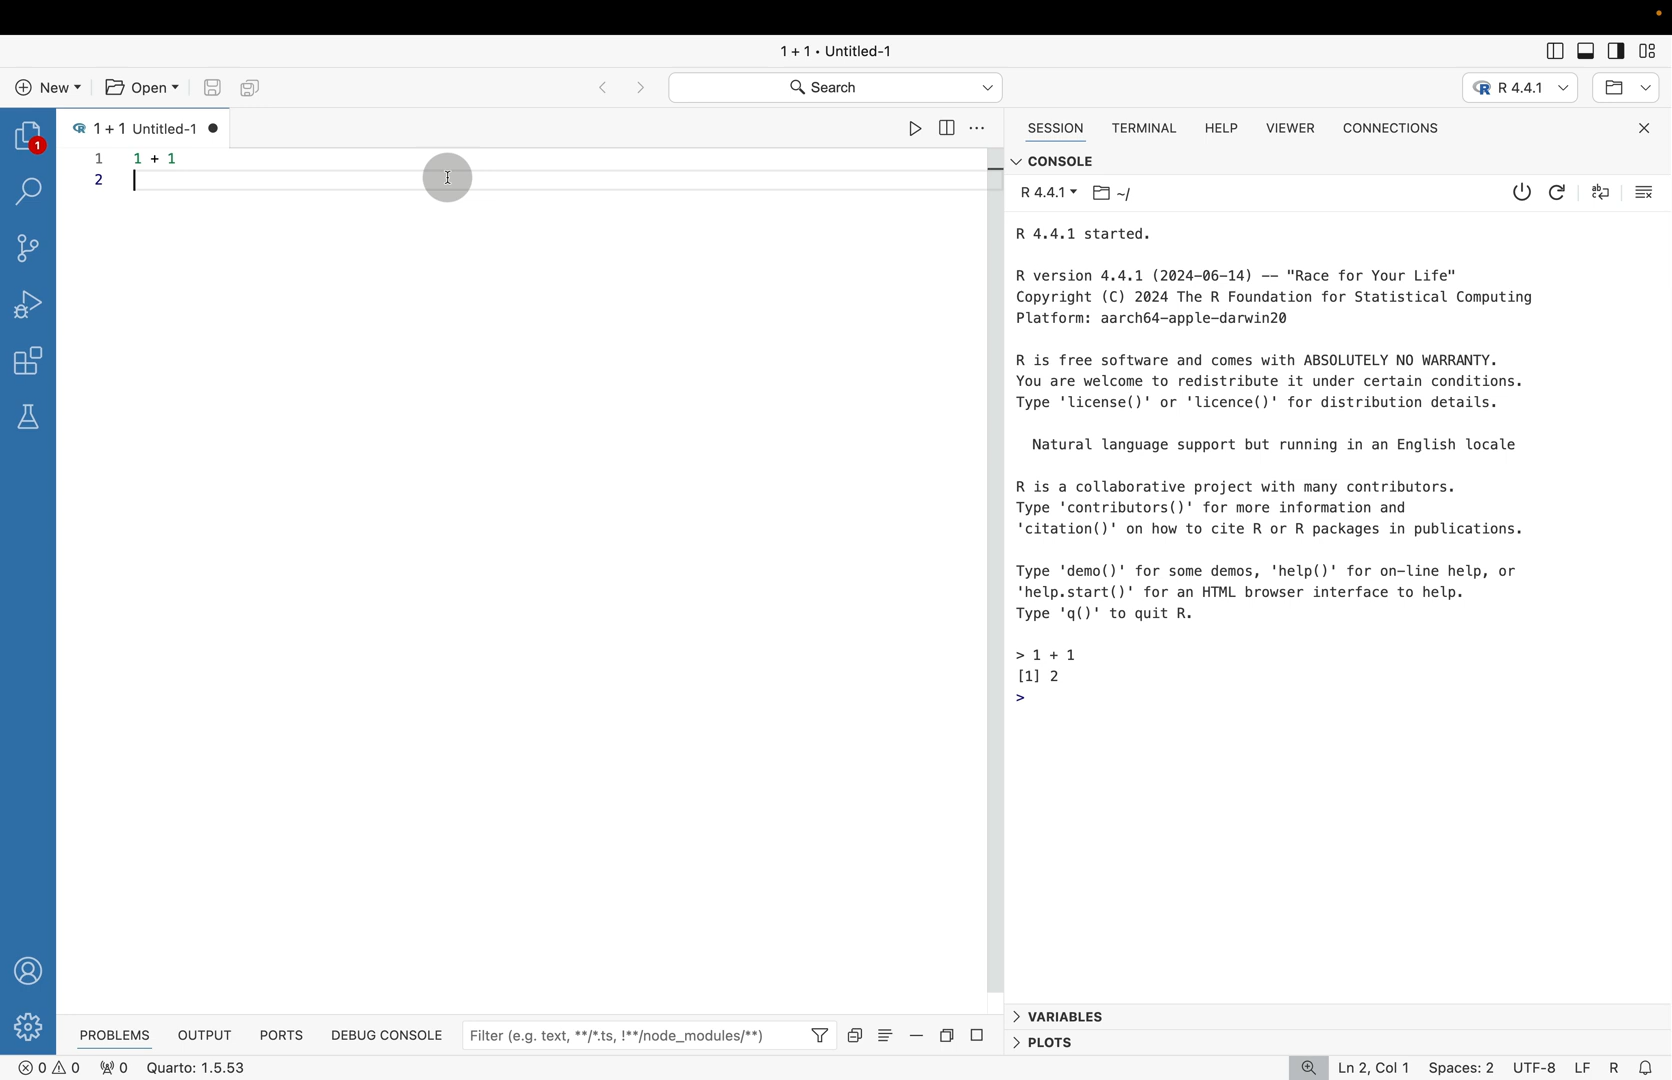 1 + 1 • Untitled-1
New
Open
Search
R 4.4.1
1
1 + 1 Untitled-1
1 1 + 1
2
SESSION TERMINAL HELP VIEWER CONNECTIONS
CONSOLE
R 4.4.1 ~/
R 4.4.1 started.
R version 4.4.1 (2024-06-14) -- "Race for Your Life"
Copyright (C) 2024 The R Foundation for Statistical Computing
Platform: aarch64-apple-darwin20
R is free software and comes with ABSOLUTELY NO WARRANTY.
You are welcome to redistribute it under certain conditions.
Type 'license()' or 'licence()' for distribution details.
Natural language support but running in an English locale
R is a collaborative project with many contributors.
Type 'contributors()' for more information and
'citation()' on how to cite R or R packages in publications.
Type 'demo()' for some demos, 'help()' for on-line help, or
'help.start()' for an HTML browser interface to help.
Type 'q()' to quit R.
> 1 + 1
[1] 2
>
VARIABLES
PLOTS
PROBLEMS OUTPUT PORTS DEBUG CONSOLE Filter (e.g. text, **/*.ts, !**/node_modules/**)
0 0 0 Quarto: 1.5.53 Ln 2, Col 1 Spaces: 2 UTF-8 LF R